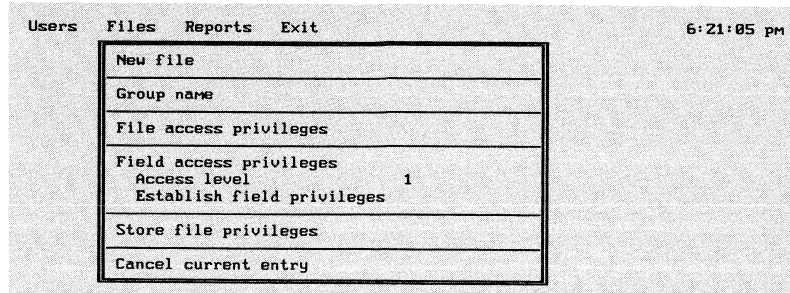 Users Files Reports Exit 6:21:05 pm
New file
Group name
File access privileges
Field access privileges
Access level 1
Establish field privileges
Store file privileges
Cancel current entry